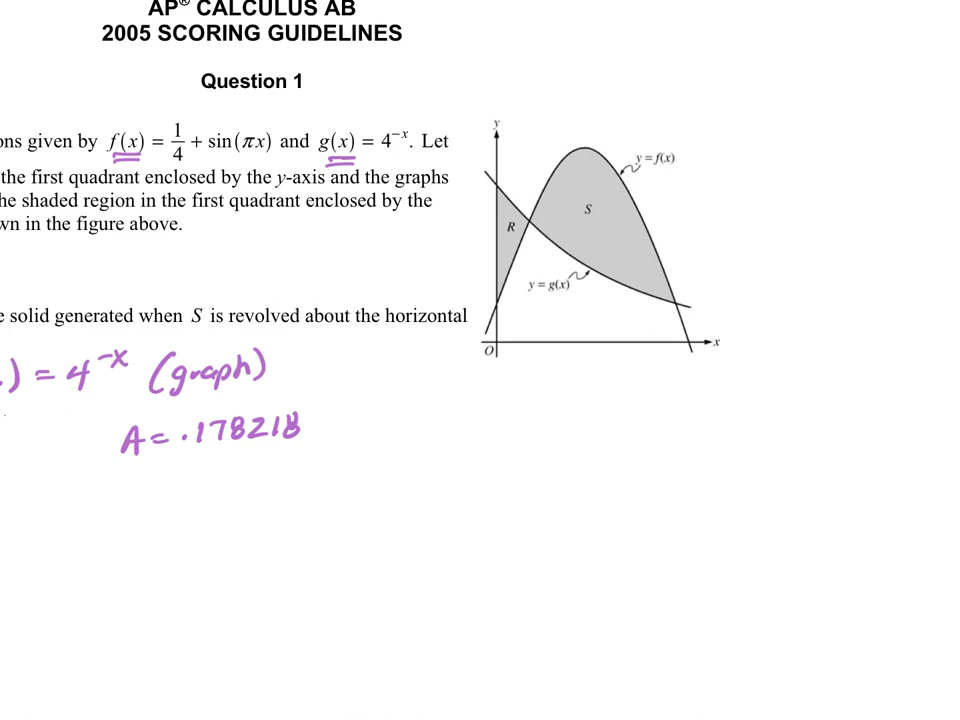 AP® CALCULUS AB
2005 SCORING GUIDELINES
Question 1
ons given by f(x) = 1/4 + sin(πx) and g(x) = 4^−x. Let
the first quadrant enclosed by the y-axis and the graphs
he shaded region in the first quadrant enclosed by the
wn in the figure above.
y
y = f(x)
S
R
y = g(x)
O
x
e solid generated when S is revolved about the horizontal
) = 4^−x (graph)
A = .178218